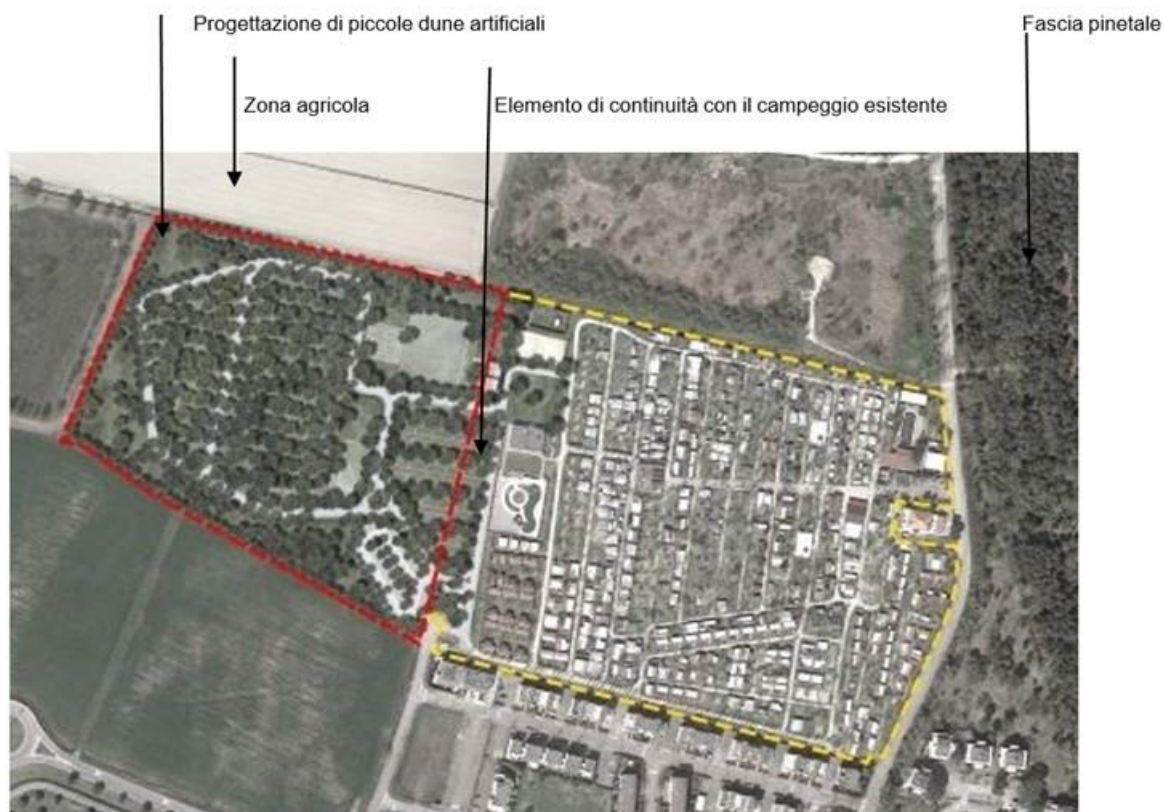 Progettazione di piccole dune artificiali
Fascia pinetale
Zona agricola
Elemento di continuità con il campeggio esistente